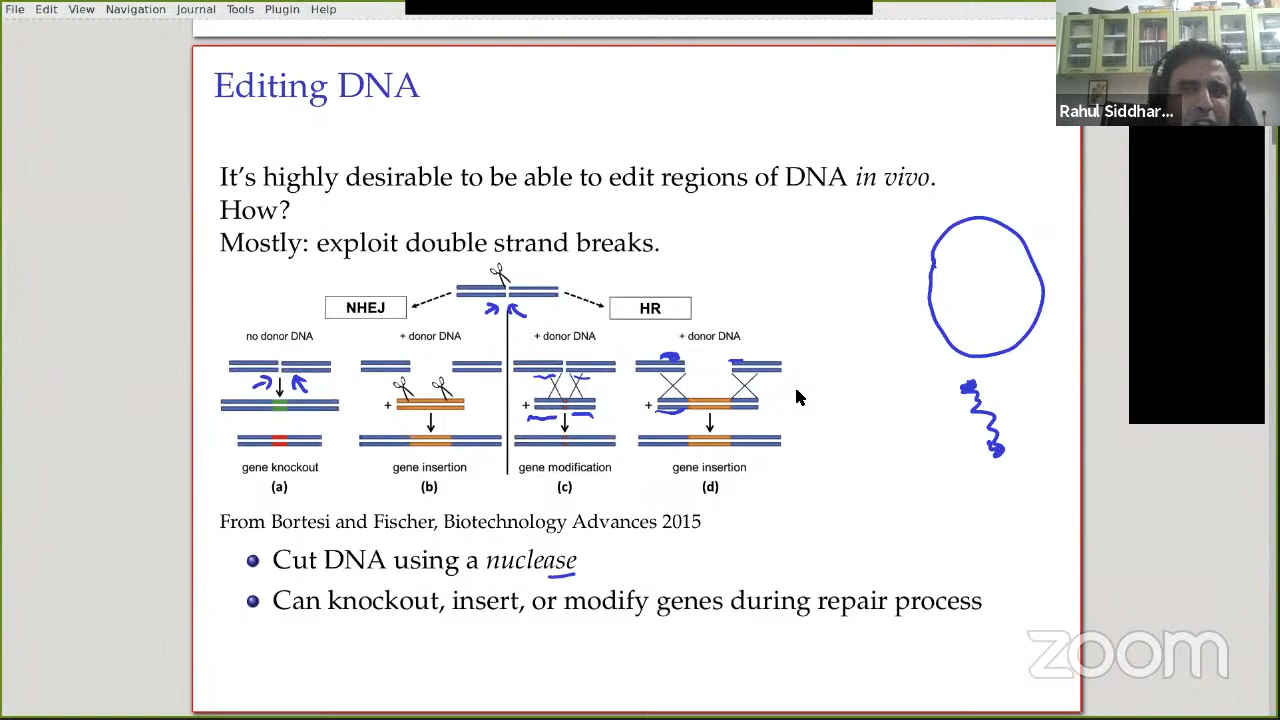 File Edit View Navigation Journal Tools Plugin Help
Rahul Siddhar...
Editing DNA
It's highly desirable to be able to edit regions of DNA in vivo.
How?
Mostly: exploit double strand breaks.
NHEJ
HR
no donor DNA
+ donor DNA
+ donor DNA
+ donor DNA
+
+
+
gene knockout
gene insertion
gene modification
gene insertion
(a)
(b)
(c)
(d)
From Bortesi and Fischer, Biotechnology Advances 2015
Cut DNA using a nuclease
Can knockout, insert, or modify genes during repair process
zoom